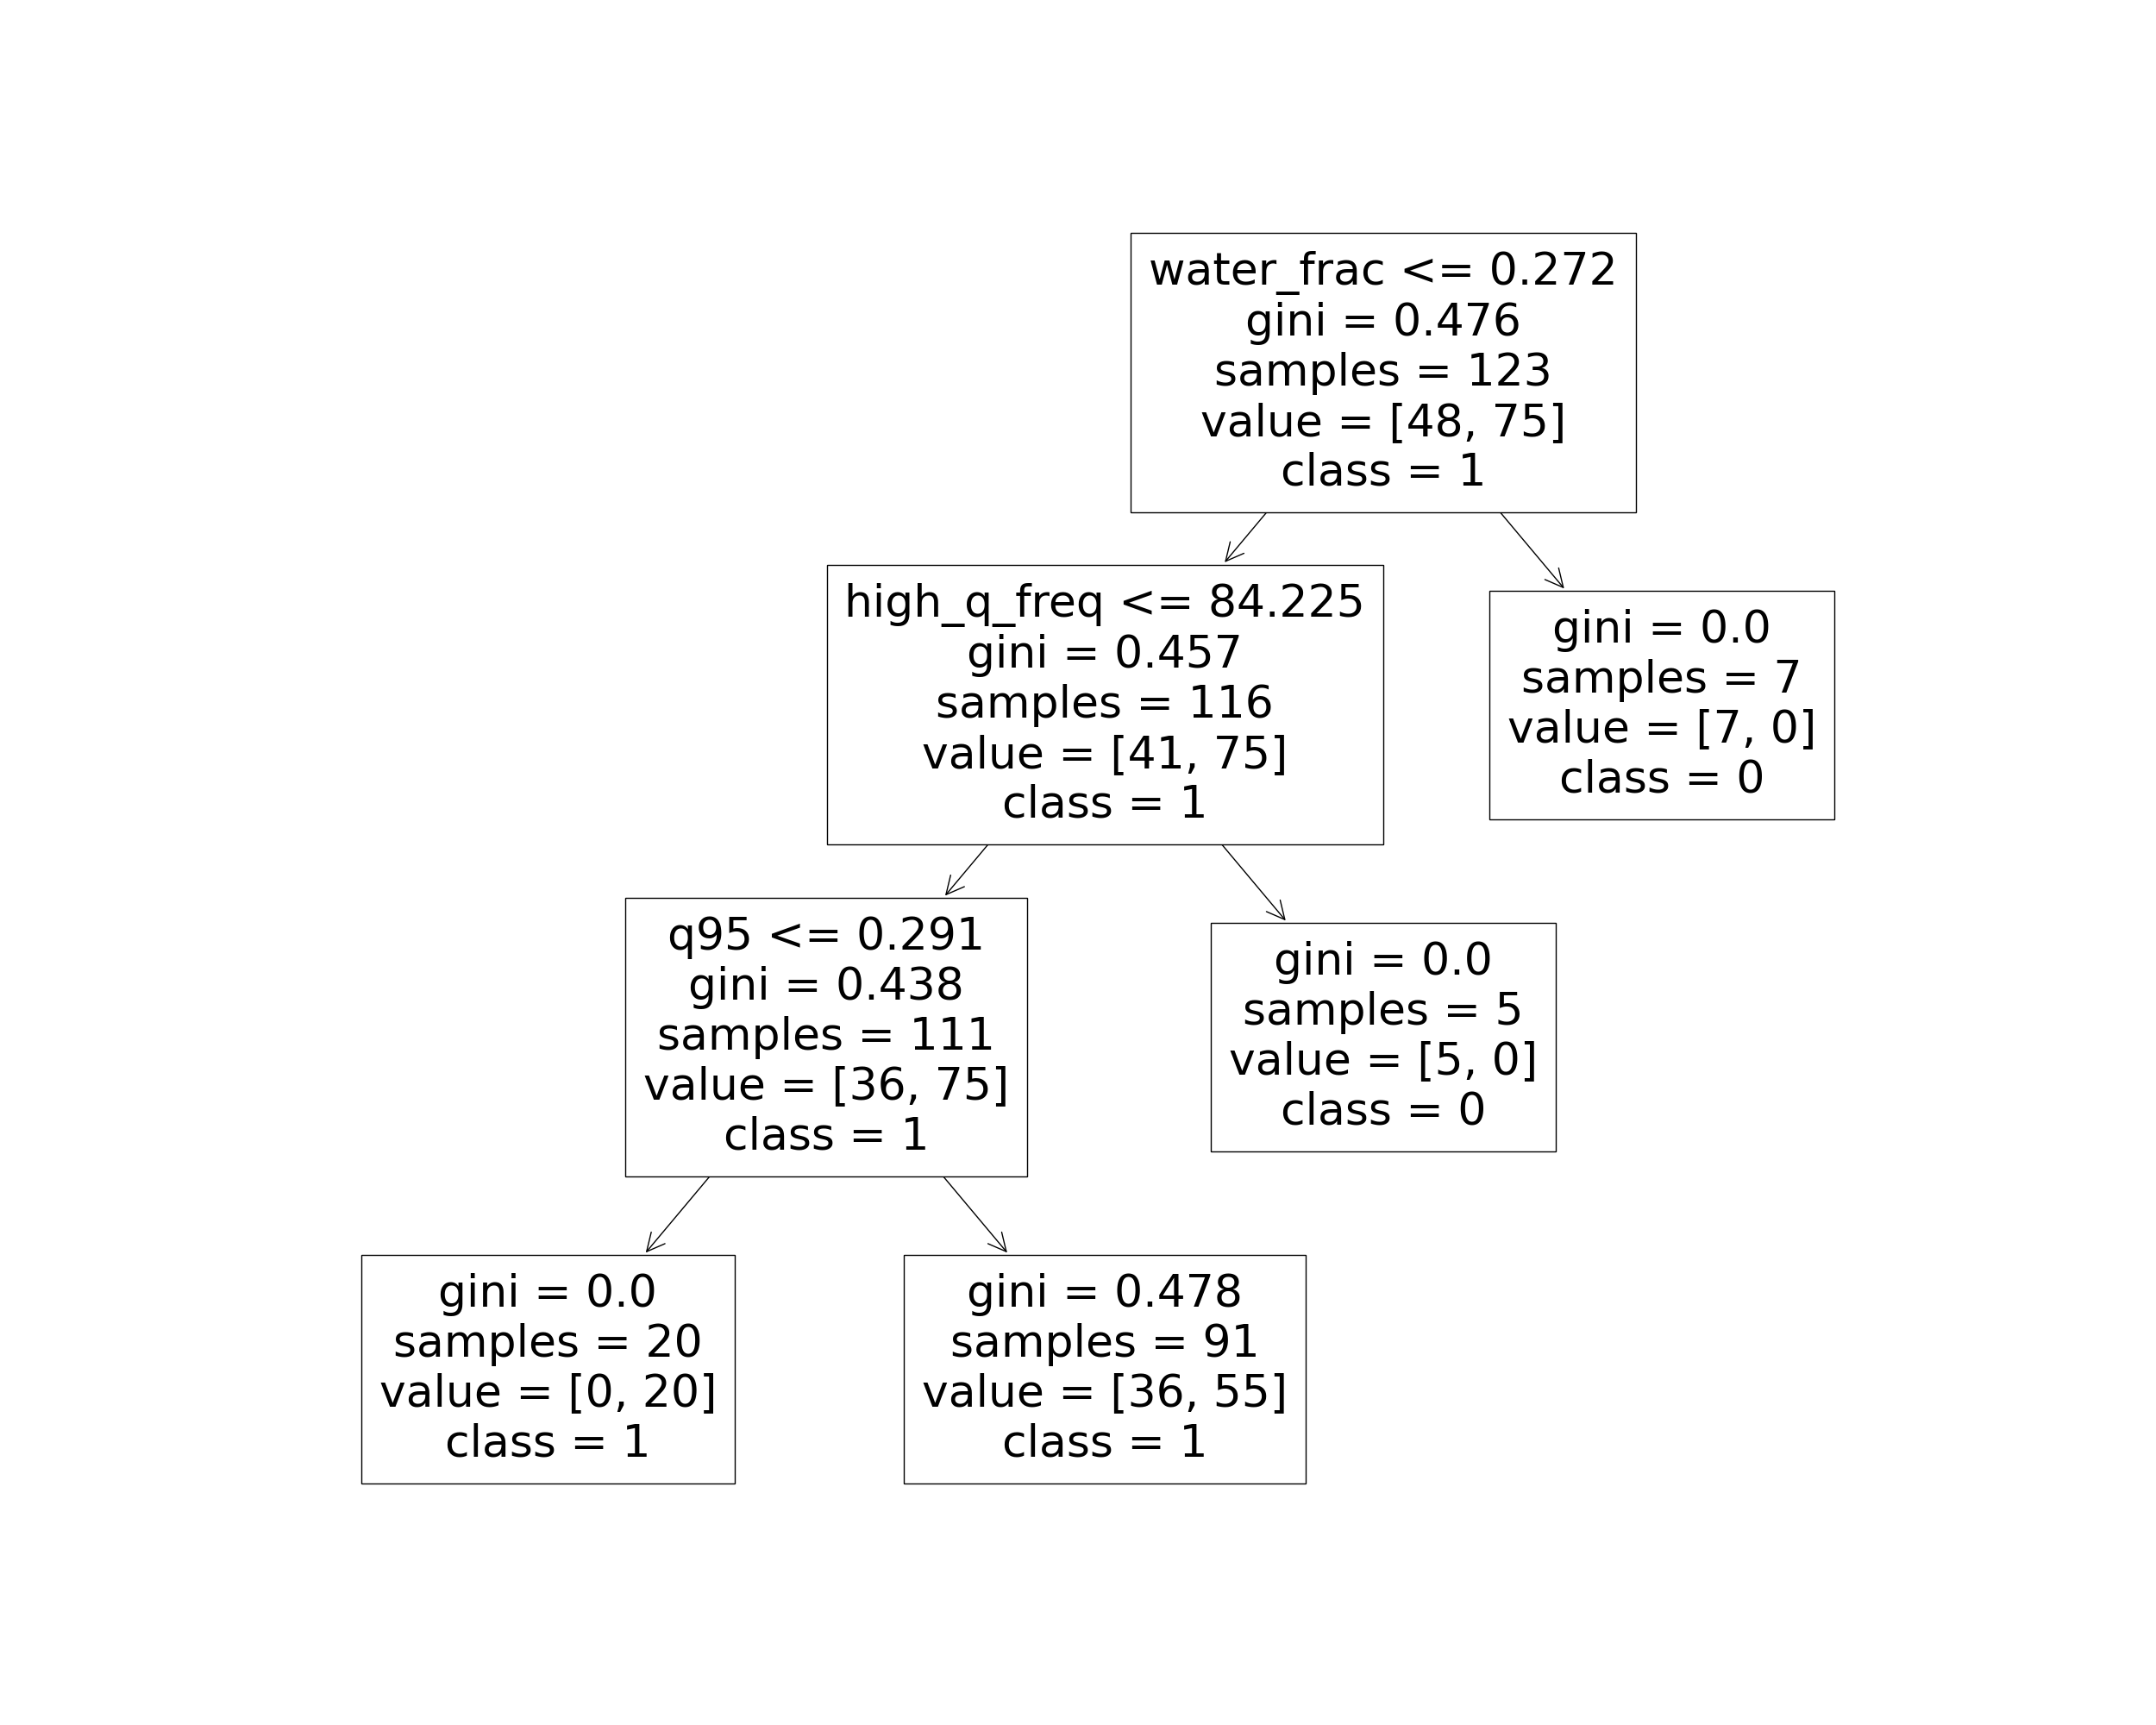 water_frac <= 0.272
gini = 0.476
samples = 123
value = [48, 75]
class = 1
high_q_freq <= 84.225
gini = 0.457
samples = 116
value = [41, 75]
class = 1
gini = 0.0
samples = 7
value = [7, 0]
class = 0
q95 <= 0.291
gini = 0.438
samples = 111
value = [36, 75]
class = 1
gini = 0.0
samples = 5
value = [5, 0]
class = 0
gini = 0.0
samples = 20
value = [0, 20]
class = 1
gini = 0.478
samples = 91
value = [36, 55]
class = 1